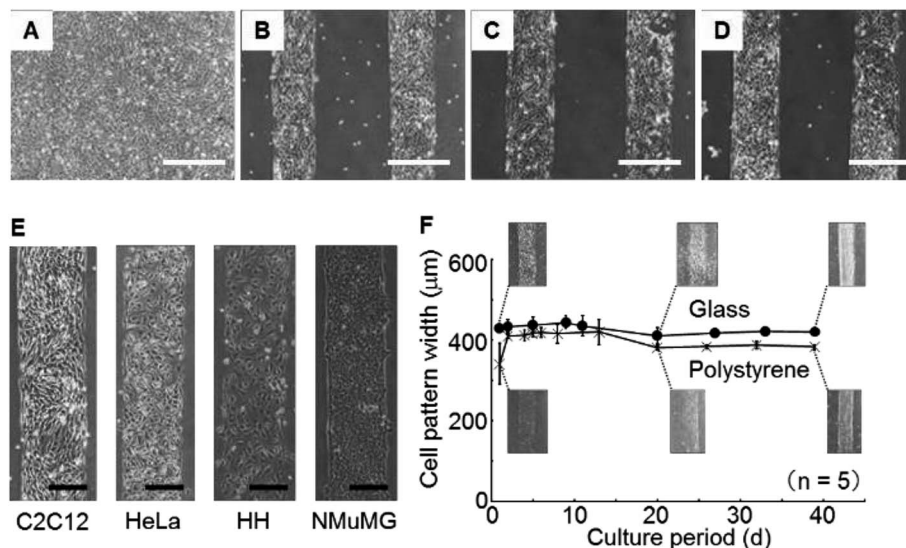 A
B
C
D
E
C2C12
HeLa
HH
NMuMG
F
Cell pattern width (μm)
600
400
200
0
Glass
Polystyrene
(n = 5)
0
10
20
30
40
Culture period (d)